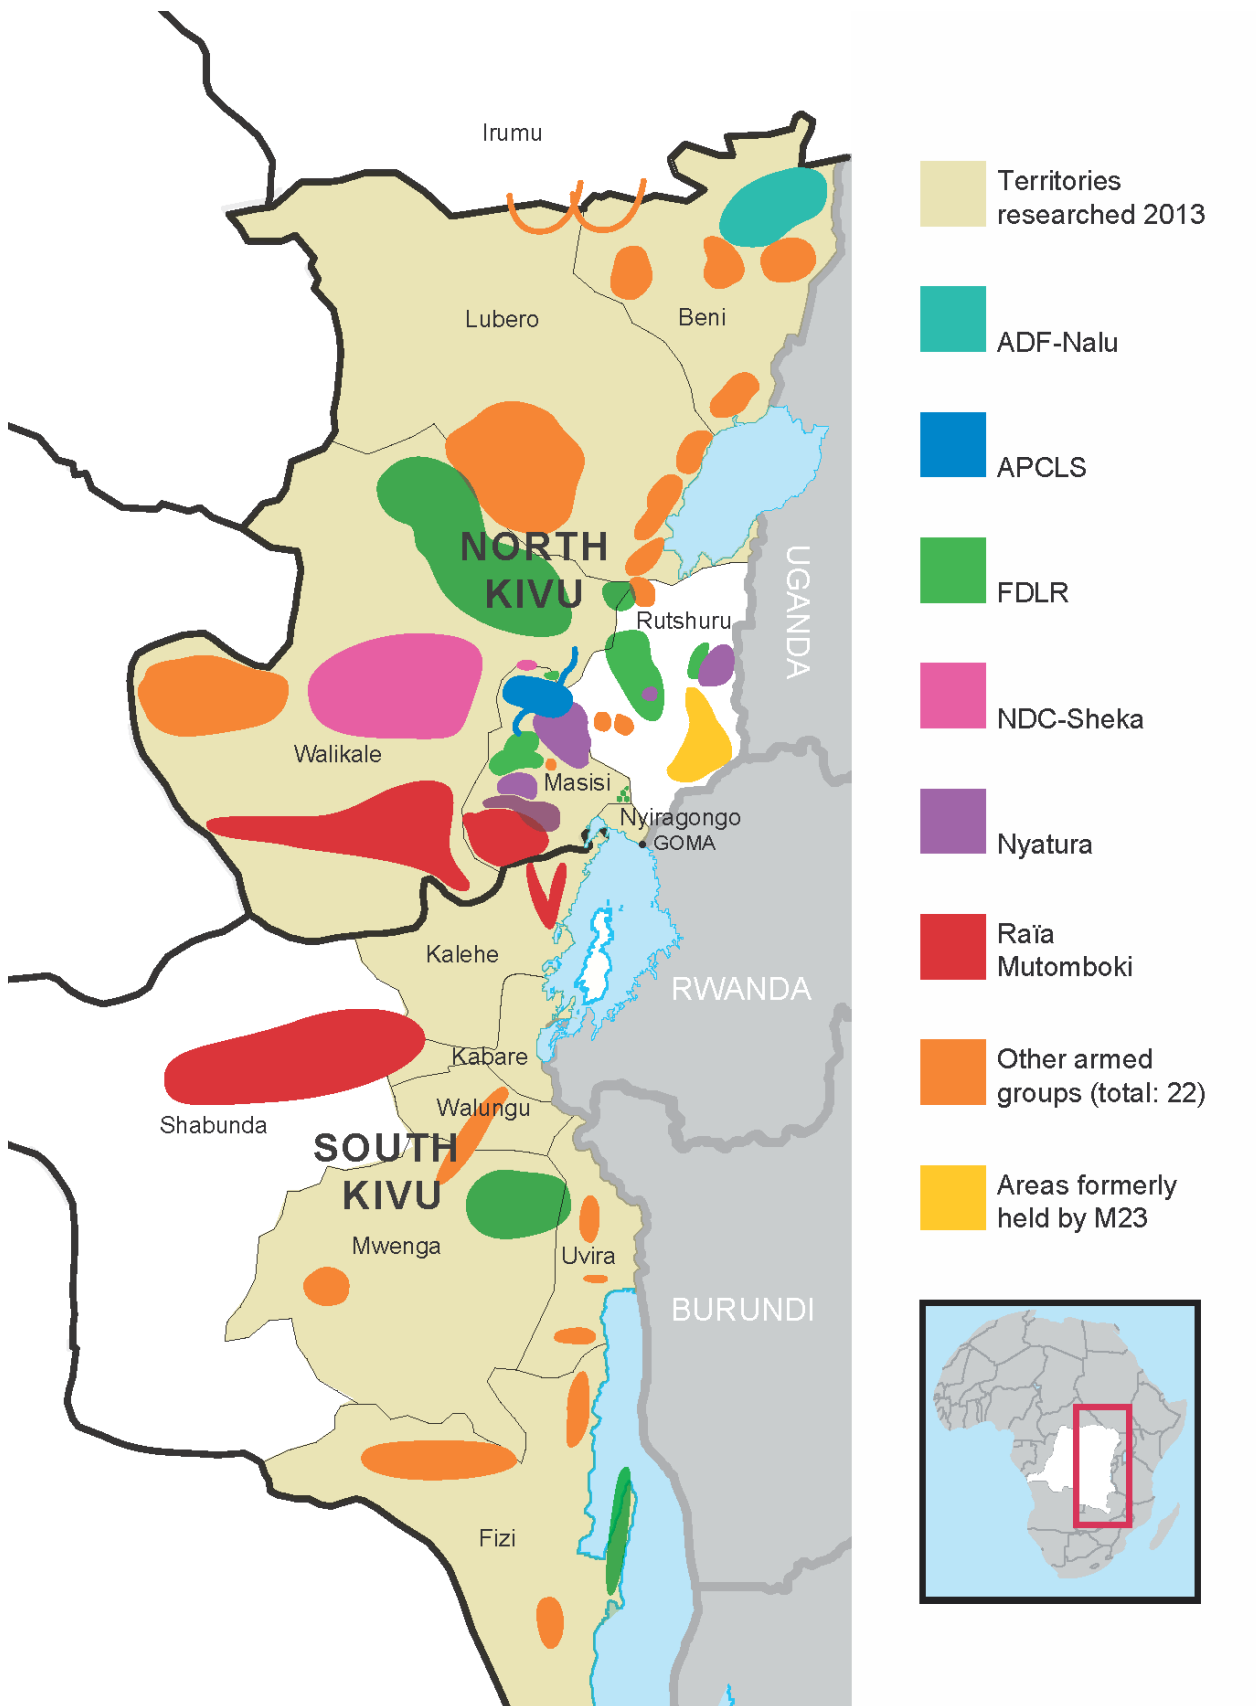 Irumu
Lubero
Beni
NORTH
KIVU
UGANDA
Rutshuru
Walikale
Masisi
Nyiragongo
GOMA
Kalehe
RWANDA
Kabare
Walungu
Shabunda
SOUTH
KIVU
Mwenga
Uvira
BURUNDI
Fizi
Territories
researched 2013
ADF-Nalu
APCLS
FDLR
NDC-Sheka
Nyatura
Raïa
Mutomboki
Other armed
groups (total: 22)
Areas formerly
held by M23